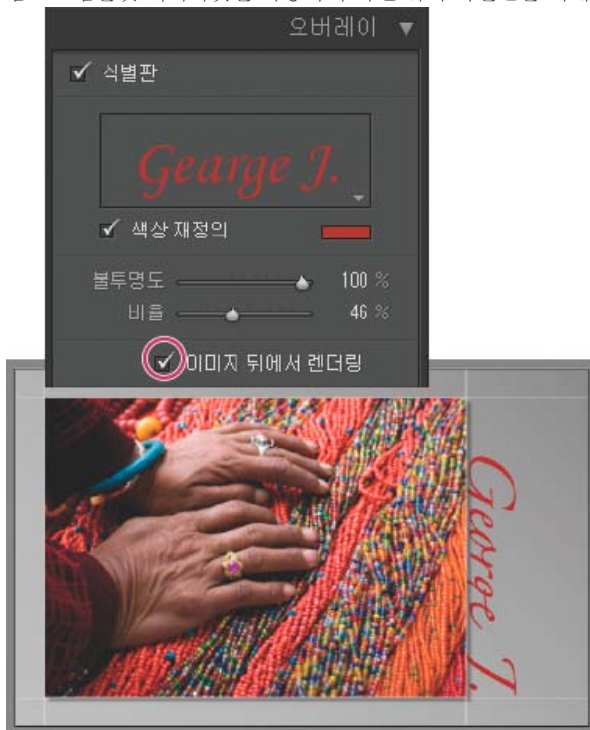 오버레이
식별판
Gearge J.
색상 재정의
불투명도 100 %
비율 46 %
이미지 뒤에서 렌더링
George J.